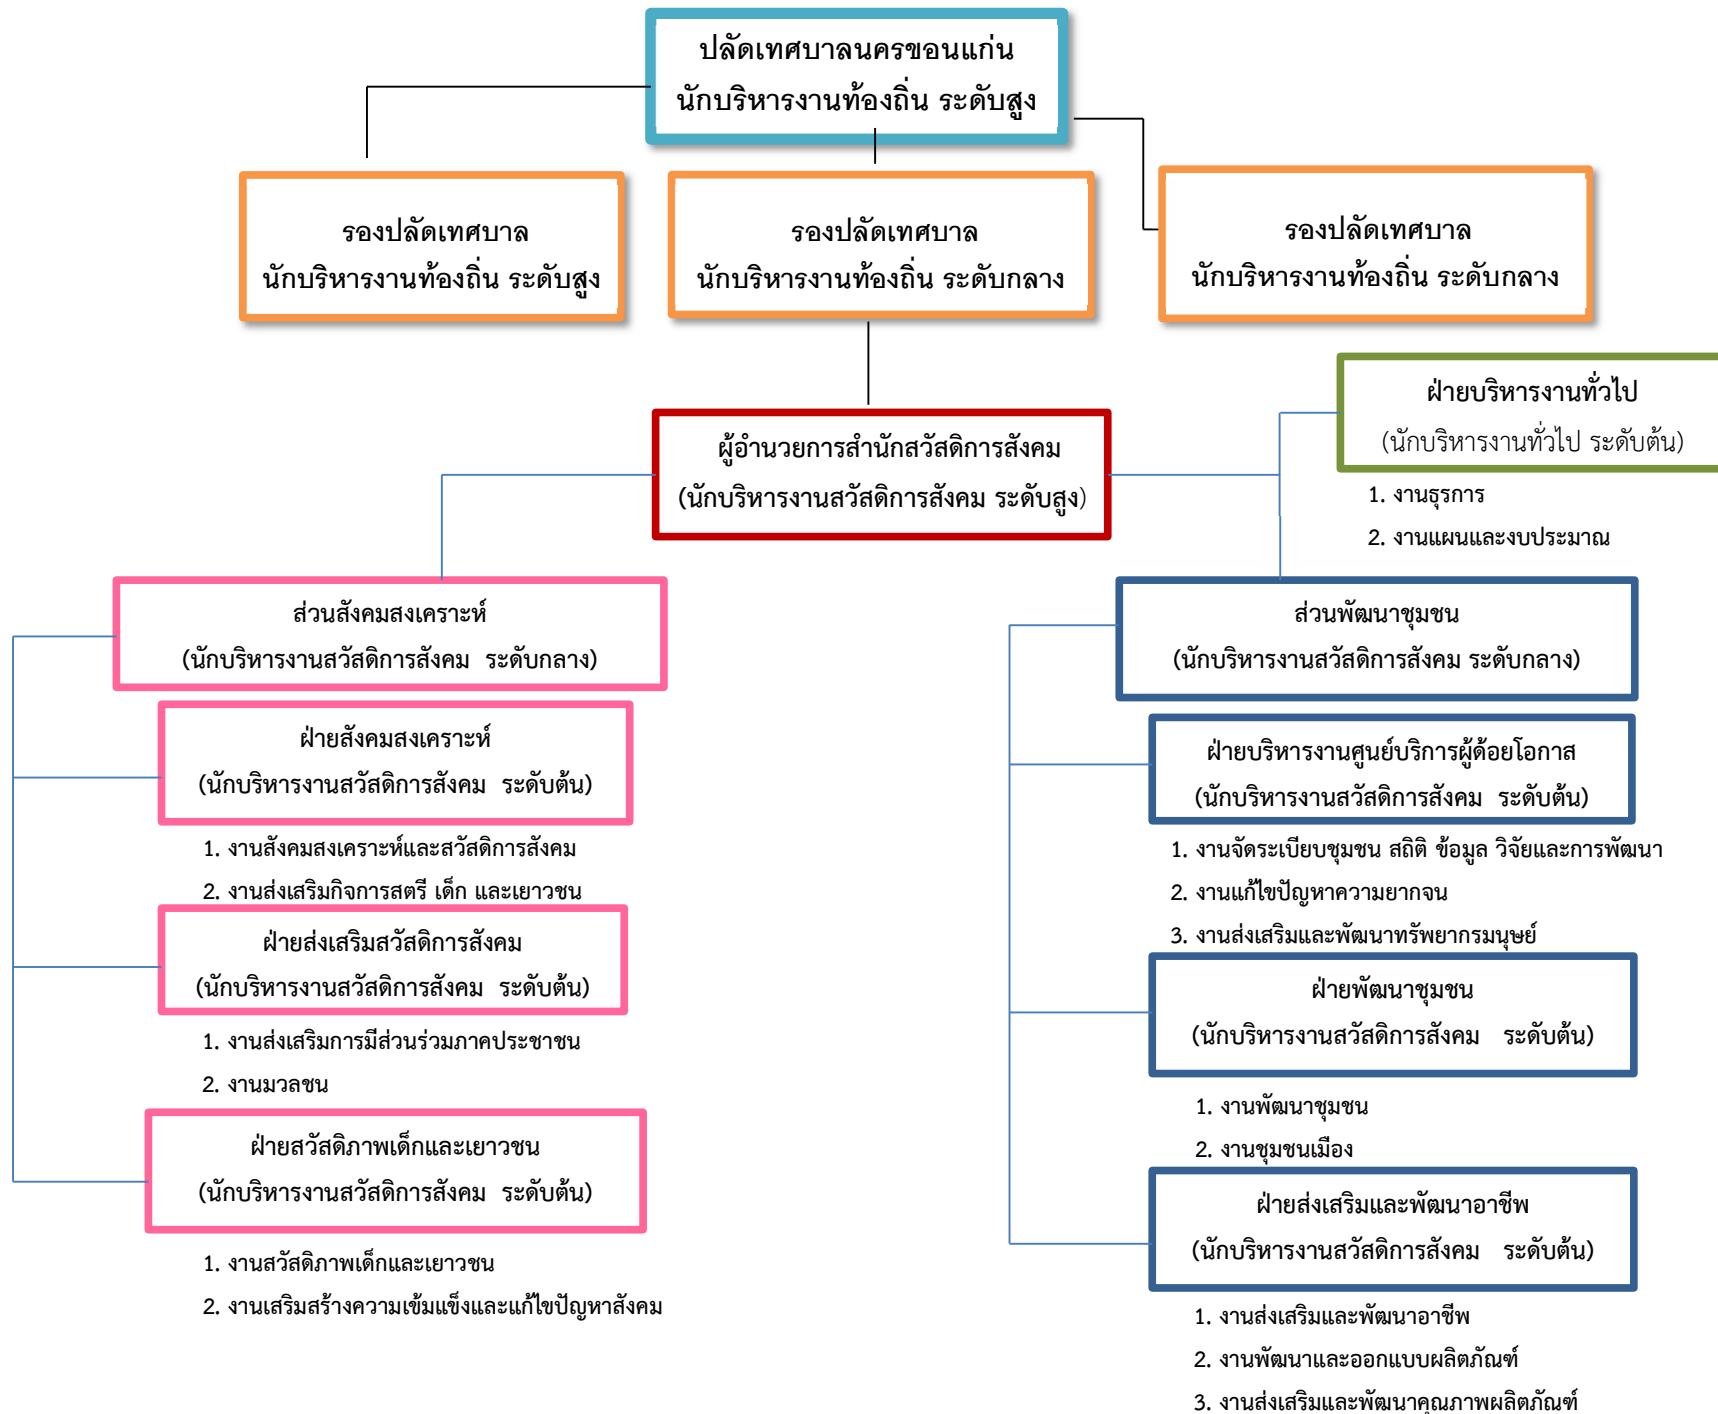 ปลัดเทศบาลนครขอนแก่น
นักบริหารงานท้องถิ่น ระดับสูง
รองปลัดเทศบาล
นักบริหารงานท้องถิ่น ระดับสูง
รองปลัดเทศบาล
นักบริหารงานท้องถิ่น ระดับกลาง
รองปลัดเทศบาล
นักบริหารงานท้องถิ่น ระดับกลาง
ผู้อำนวยการสำนักสวัสดิการสังคม
(นักบริหารงานสวัสดิการสังคม ระดับสูง)
ฝ่ายบริหารงานทั่วไป
(นักบริหารงานทั่วไป ระดับต้น)
1. งานธุรการ
2. งานแผนและงบประมาณ
ส่วนสังคมสงเคราะห์
(นักบริหารงานสวัสดิการสังคม ระดับกลาง)
ฝ่ายสังคมสงเคราะห์
(นักบริหารงานสวัสดิการสังคม ระดับต้น)
1. งานสังคมสงเคราะห์และสวัสดิการสังคม
2. งานส่งเสริมกิจการสตรี เด็ก และเยาวชน
ฝ่ายส่งเสริมสวัสดิการสังคม
(นักบริหารงานสวัสดิการสังคม ระดับต้น)
1. งานส่งเสริมการมีส่วนร่วมภาคประชาชน
2. งานมวลชน
ฝ่ายสวัสดิภาพเด็กและเยาวชน
(นักบริหารงานสวัสดิการสังคม ระดับต้น)
1. งานสวัสดิภาพเด็กและเยาวชน
2. งานเสริมสร้างความเข้มแข็งและแก้ไขปัญหาสังคม
ส่วนพัฒนาชุมชน
(นักบริหารงานสวัสดิการสังคม ระดับกลาง)
ฝ่ายบริหารงานศูนย์บริการผู้ด้อยโอกาส
(นักบริหารงานสวัสดิการสังคม ระดับต้น)
1. งานจัดระเบียบชุมชน สถิติ ข้อมูล วิจัยและการพัฒนา
2. งานแก้ไขปัญหาความยากจน
3. งานส่งเสริมและพัฒนาทรัพยากรมนุษย์
ฝ่ายพัฒนาชุมชน
(นักบริหารงานสวัสดิการสังคม ระดับต้น)
1. งานพัฒนาชุมชน
2. งานชุมชนเมือง
ฝ่ายส่งเสริมและพัฒนาอาชีพ
(นักบริหารงานสวัสดิการสังคม ระดับต้น)
1. งานส่งเสริมและพัฒนาอาชีพ
2. งานพัฒนาและออกแบบผลิตภัณฑ์
3. งานส่งเสริมและพัฒนาคุณภาพผลิตภัณฑ์